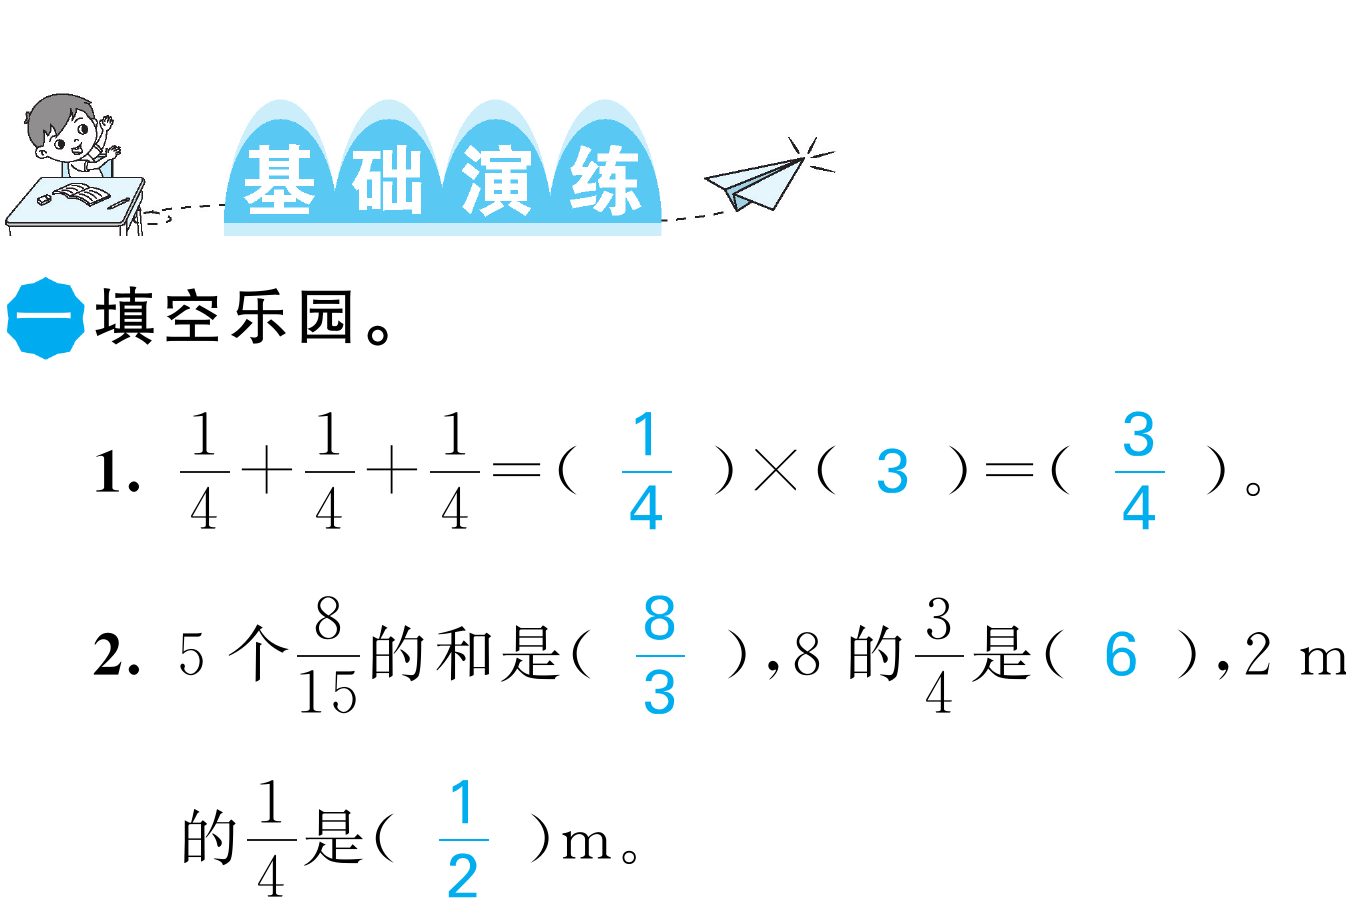 基础演练
一 填空乐园。
1. 1/4+1/4+1/4=( 1/4 )×( 3 )=( 3/4 )。
2. 5个8/15的和是( 8/3 ),8的3/4是( 6 ),2 m
的1/4是( 1/2 )m。